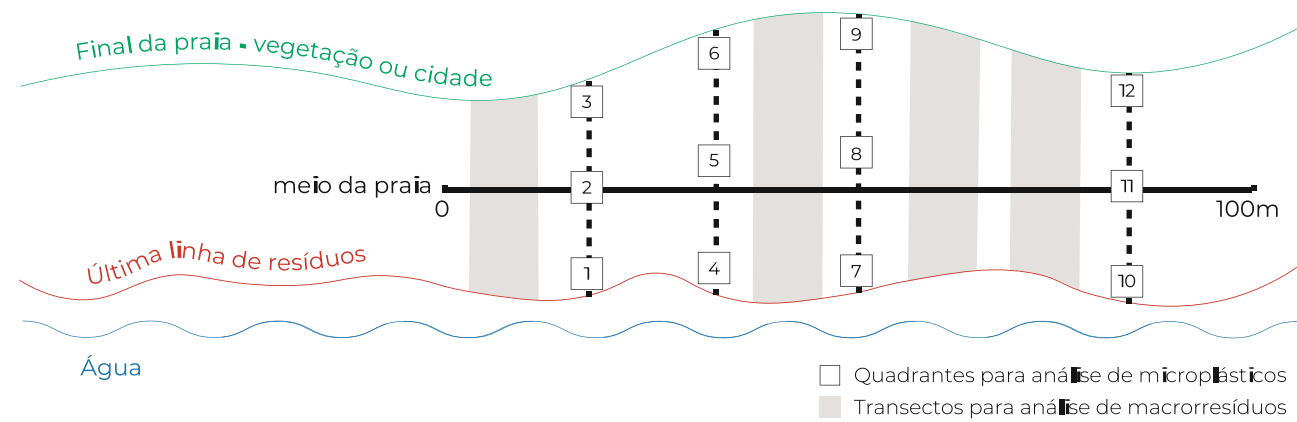 Final da praia - vegetação ou cidade
6
9
3
12
5
8
meio da praia
2
11
0
100m
Última linha de resíduos
1
4
7
10
Água
Quadrantes para análise de microplásticos
Transectos para análise de macrorresíduos